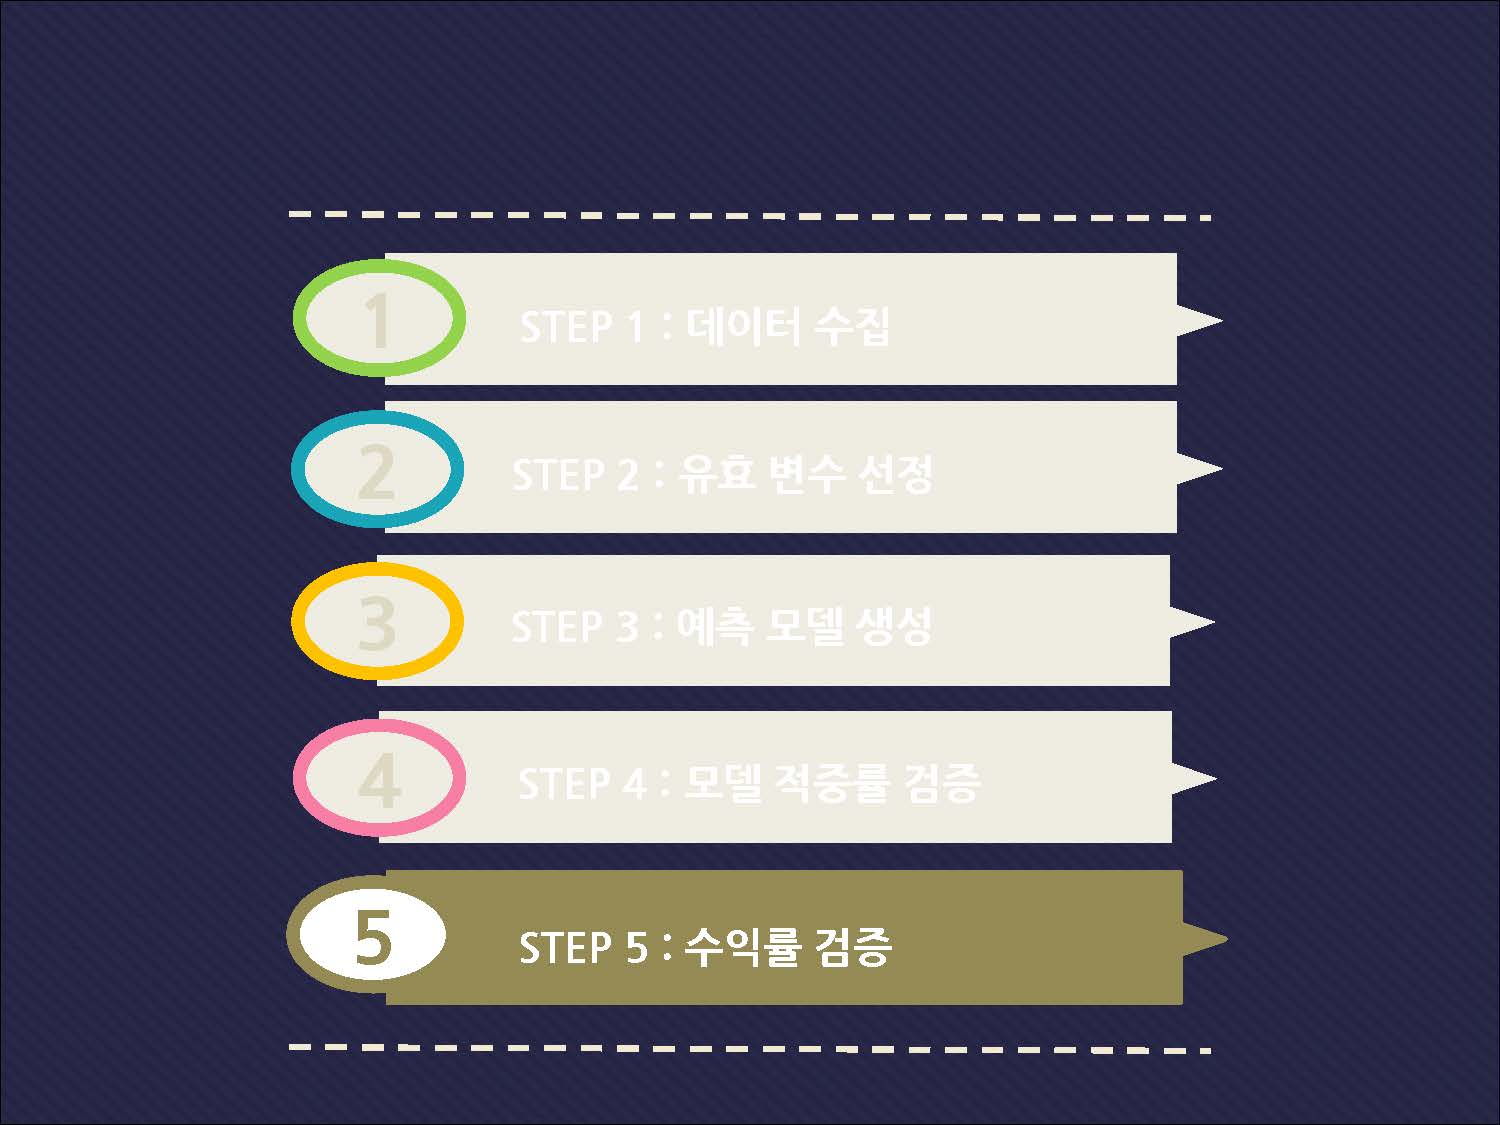 1 STEP 1 : 데이터 수집
2 STEP 2 : 유효 변수 선정
3 STEP 3 : 예측 모델 생성
4 STEP 4 : 모델 적중률 검증
5 STEP 5 : 수익률 검증